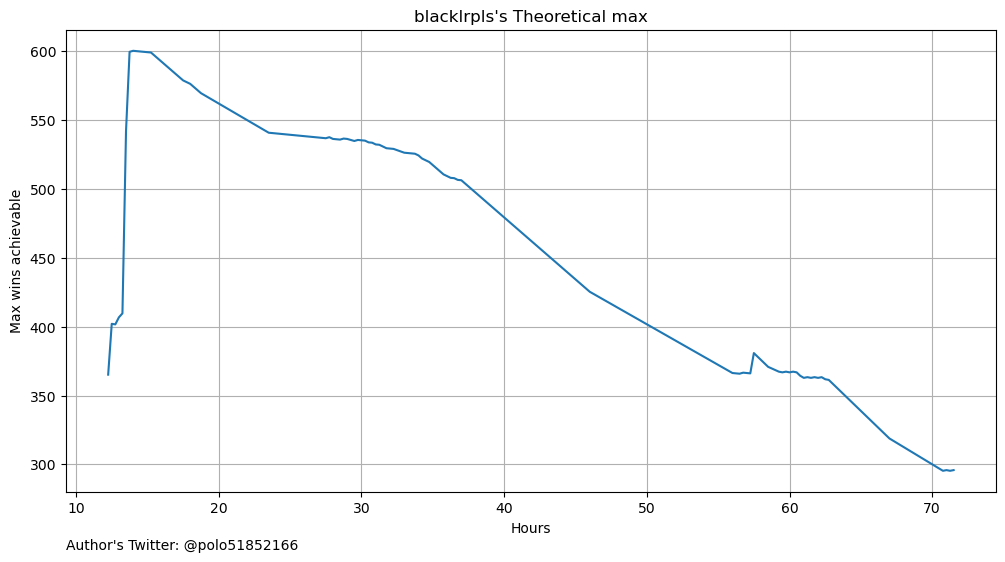 blacklrpls's Theoretical max
Max wins achievable
600
550
500
450
400
350
300
10 20 30 40 50 60 70
Hours
Author's Twitter: @polo51852166